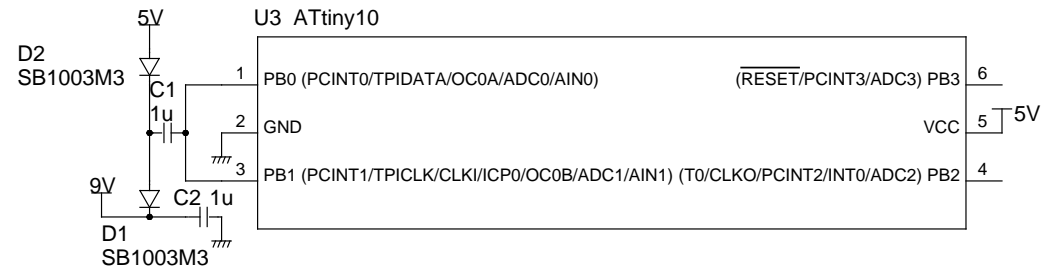 5V
U3 ATtiny10
D2
SB1003M3
C1
1u
1 PB0 (PCINT0/TPIDATA/OC0A/ADC0/AIN0) (RESET/PCINT3/ADC3) PB3 6
2 GND VCC 5 5V
3 PB1 (PCINT1/TPICLK/CLKI/ICP0/OC0B/ADC1/AIN1) (T0/CLKO/PCINT2/INT0/ADC2) PB2 4
9V
C2 1u
D1
SB1003M3